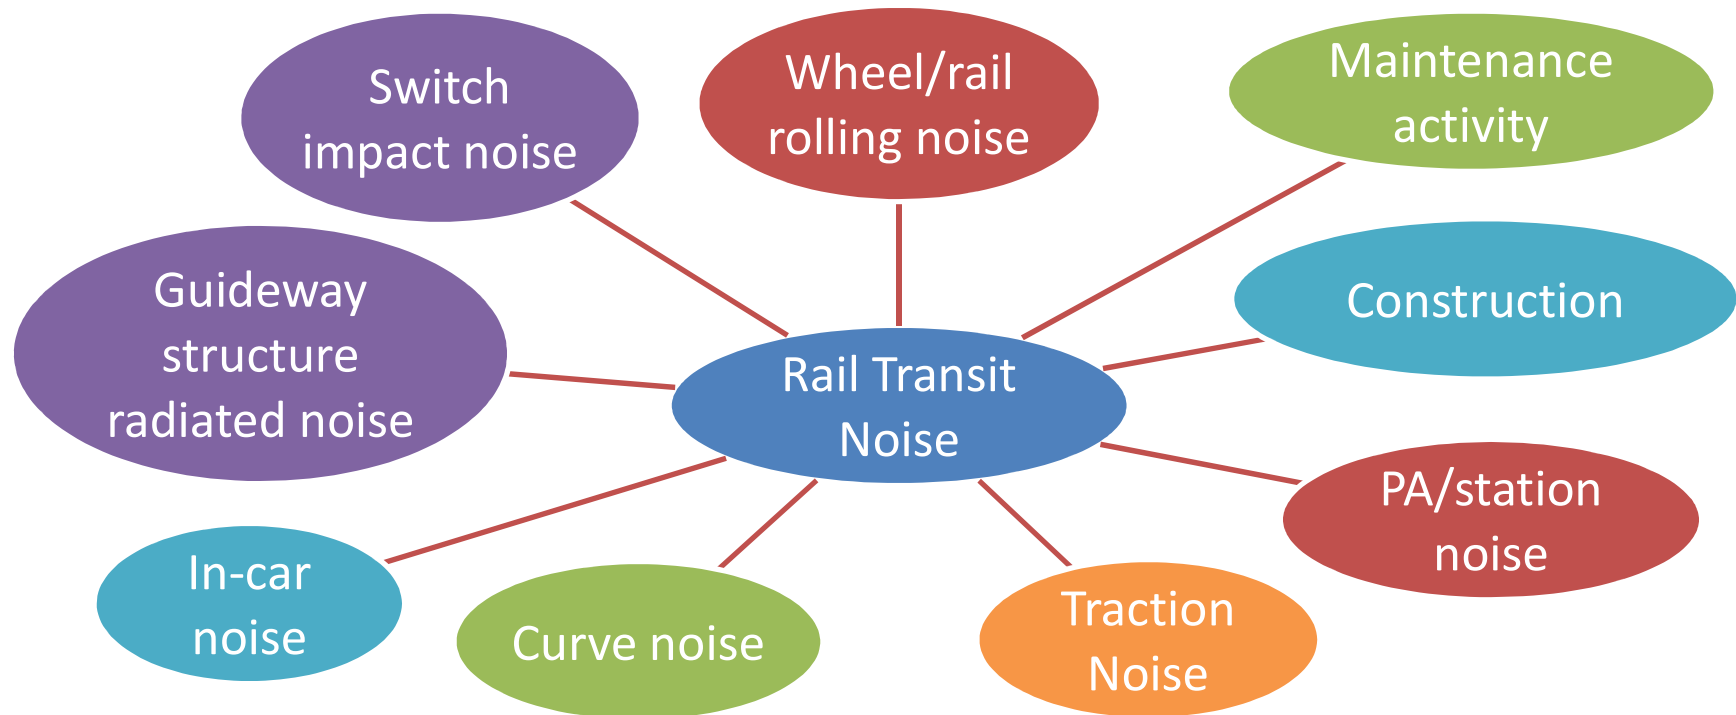 Switch
impact noise
Wheel/rail
rolling noise
Maintenance
activity
Guideway
structure
radiated noise
Construction
Rail Transit
Noise
PA/station
noise
In-car
noise
Curve noise
Traction
Noise